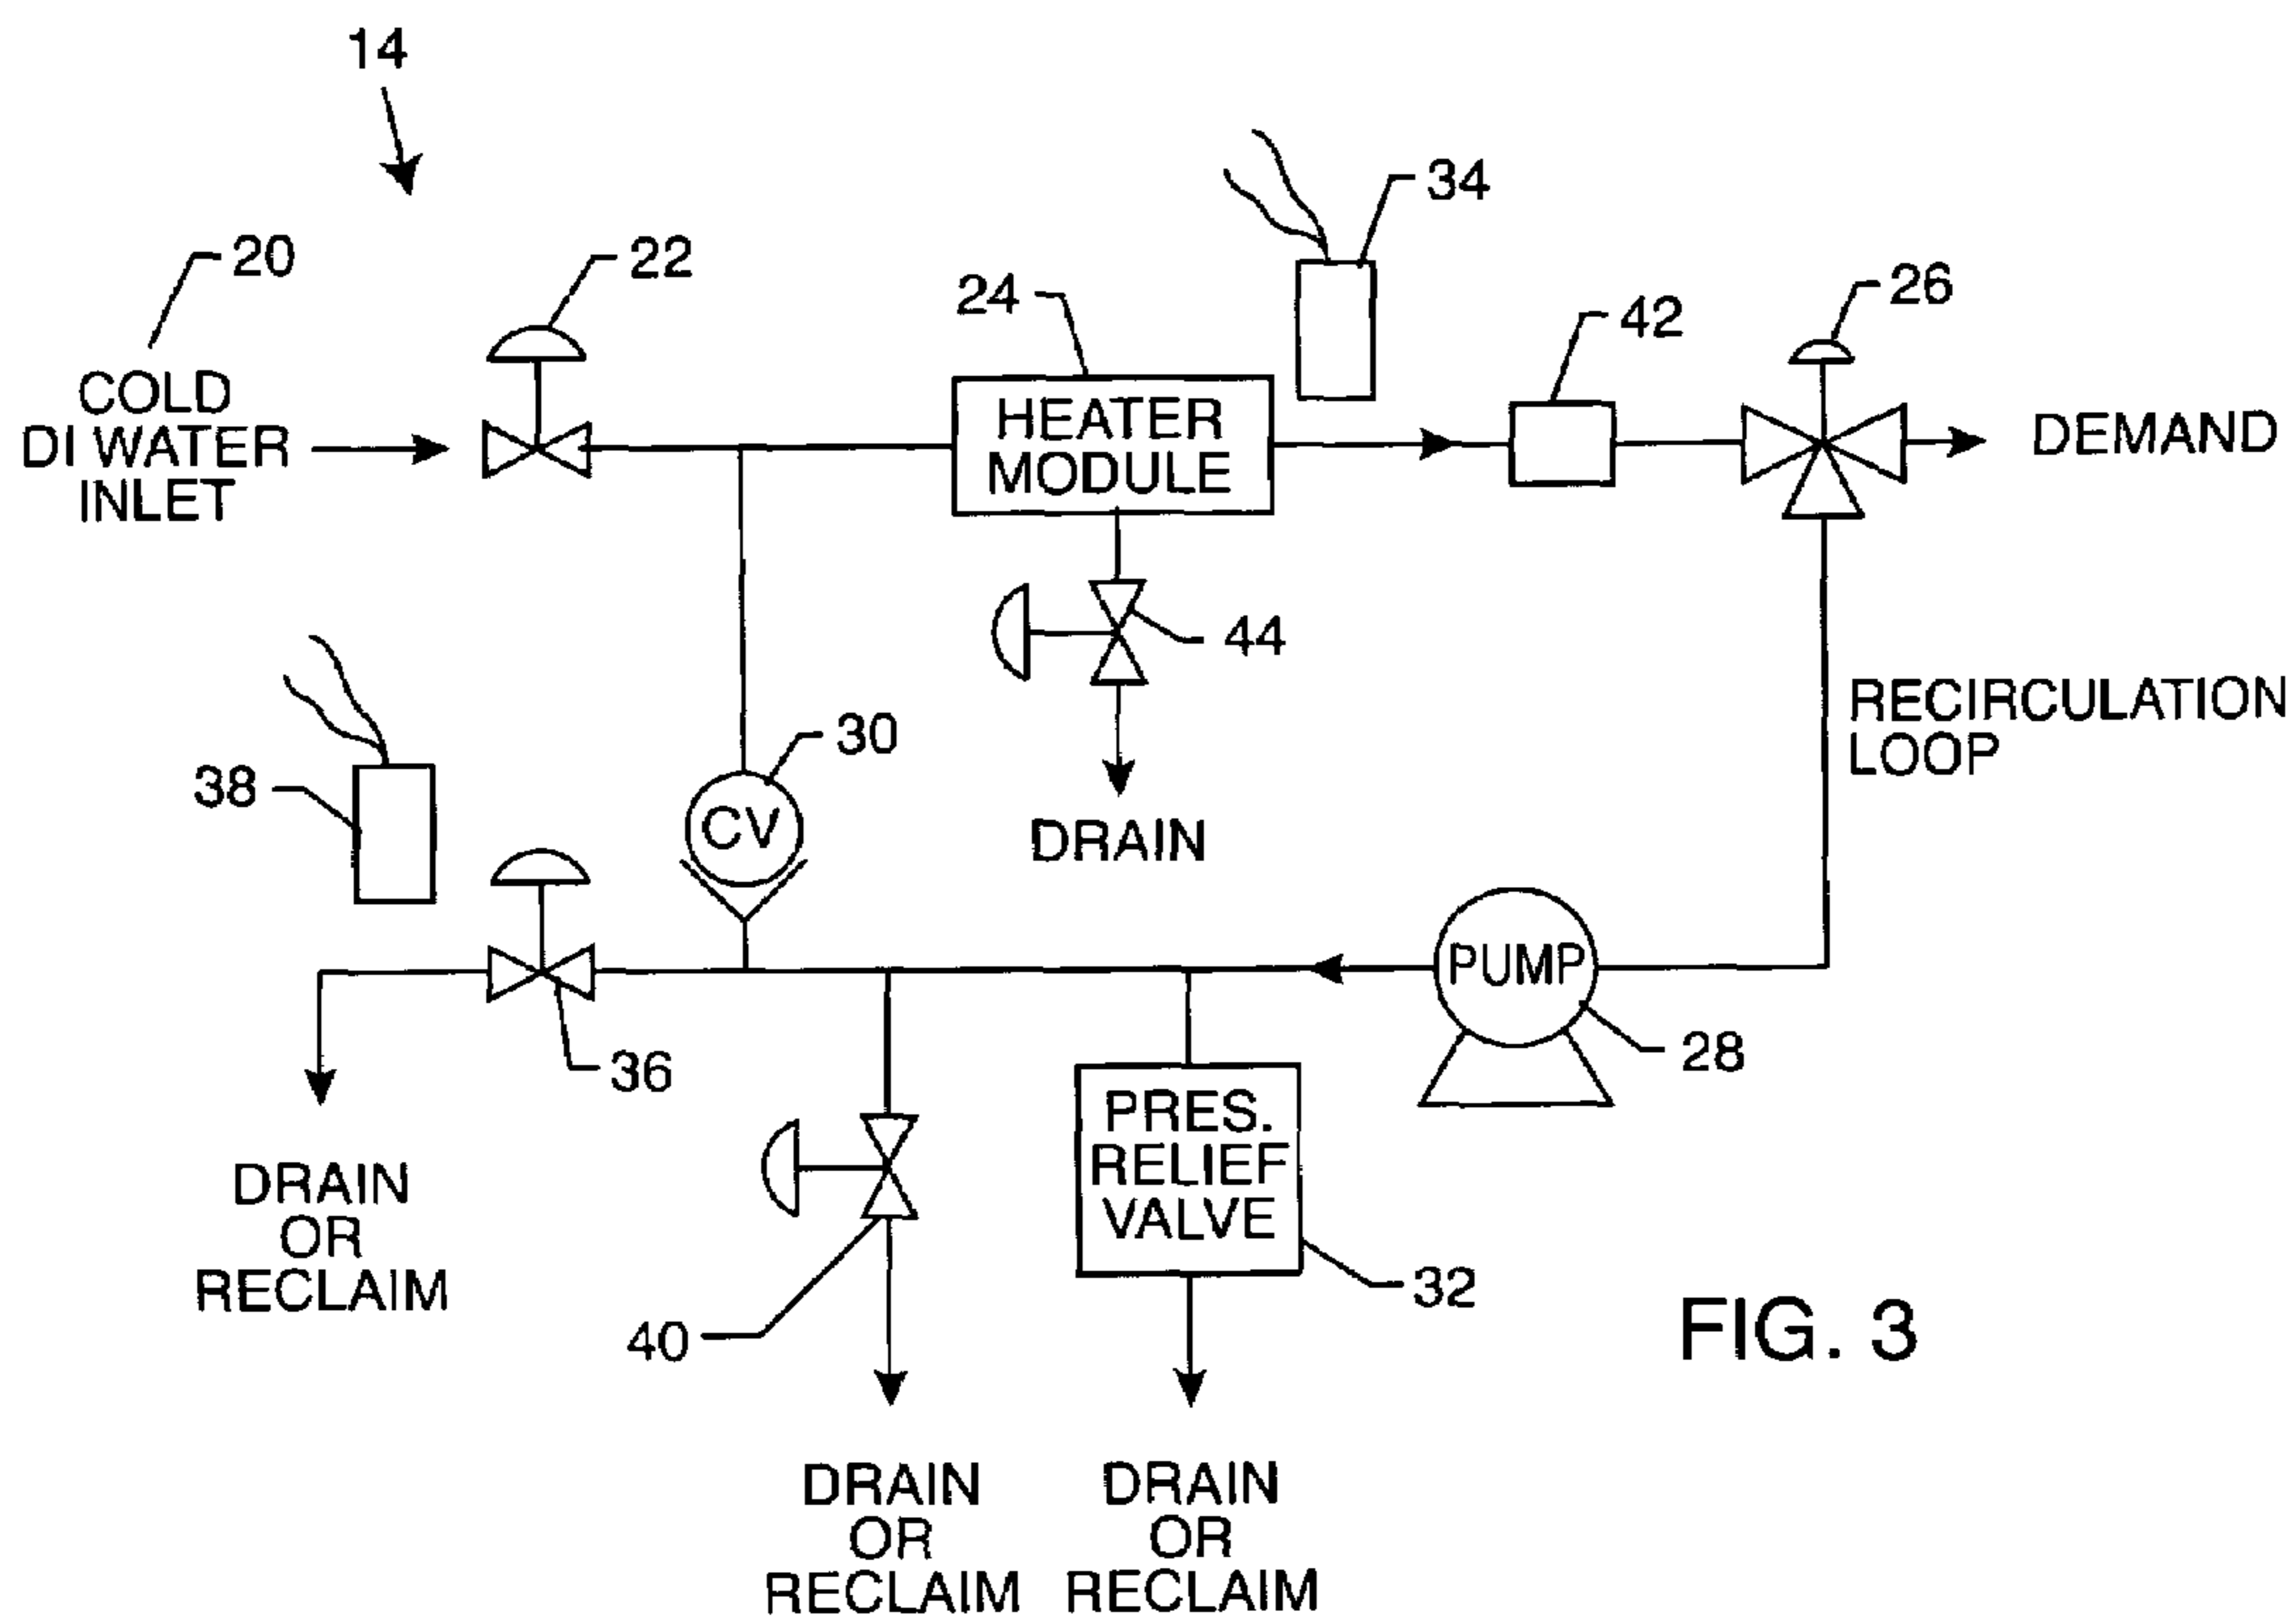 14
20
COLD
DI WATER
INLET
22
24
HEATER
MODULE
34
42
26
DEMAND
44
DRAIN
RECIRCULATION
LOOP
30
CV
38
36
DRAIN
OR
RECLAIM
PUMP
28
40
DRAIN
OR
RECLAIM
PRES.
RELIEF
VALVE
32
DRAIN
OR
RECLAIM
FIG. 3